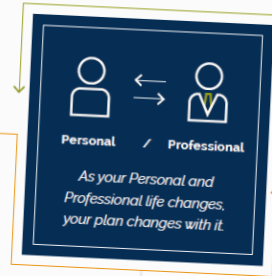 Personal / Professional
As your Personal and
Professional life changes,
your plan changes with it.